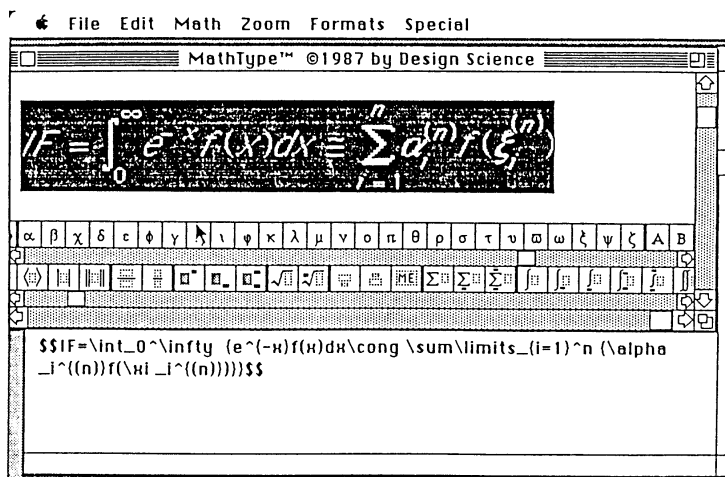 File Edit Math Zoom Formats Special
MathType™ ©1987 by Design Science
IF = ∫₀^∞ e^{-x} f(x)dx ≅ ∑_{i=1}^{n} α_i^{(n)} f(ξ_i^{(n)})
α β χ δ ε φ γ ι φ κ λ μ ν ο π θ ρ σ τ υ ϖ ω ξ ψ ζ A B
$$IF=\int_0^\infty {e^{-x}f(x)dx\cong \sum\limits_{i=1}^n {\alpha
_i^{(n)}f(\xi _i^{(n)})}}$$